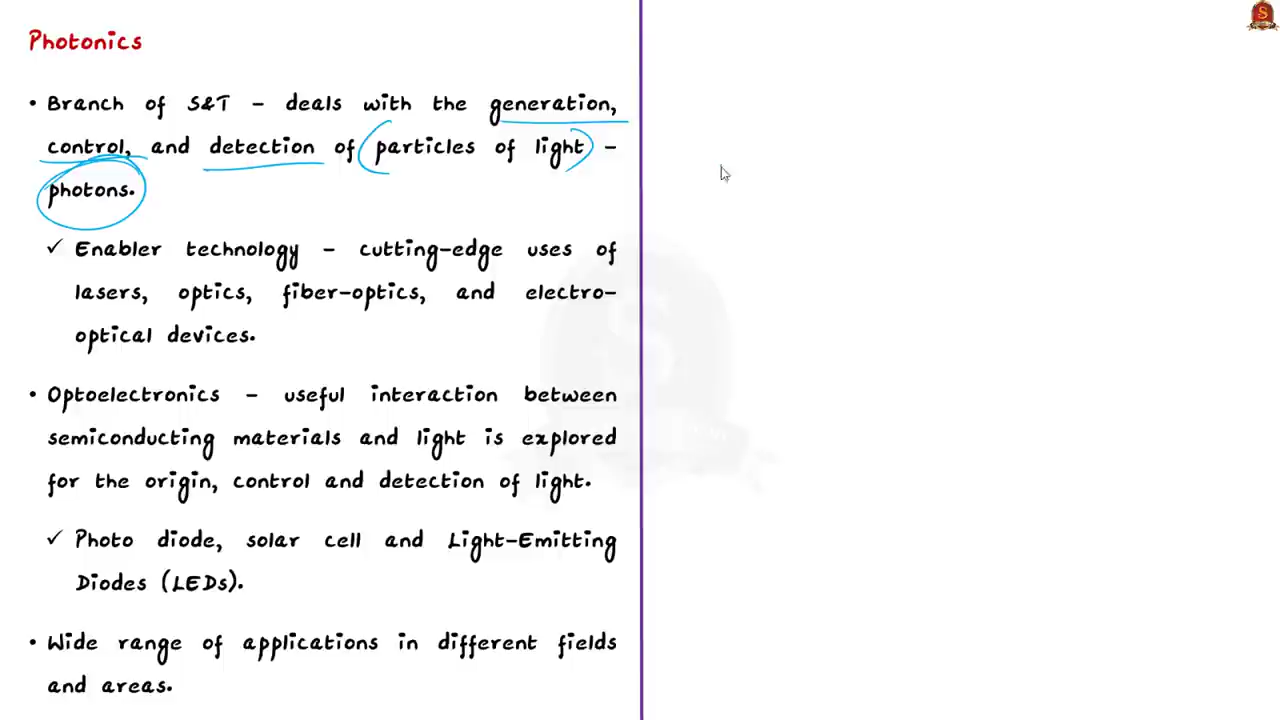 Photonics
• Branch of S&T – deals with the generation,
control, and detection of particles of light –
photons.
✓ Enabler technology – cutting-edge uses of
lasers, optics, fiber-optics, and electro-
optical devices.
• Optoelectronics – useful interaction between
semiconducting materials and light is explored
for the origin, control and detection of light.
✓ Photo diode, solar cell and Light-Emitting
Diodes (LEDs).
• Wide range of applications in different fields
and areas.
S